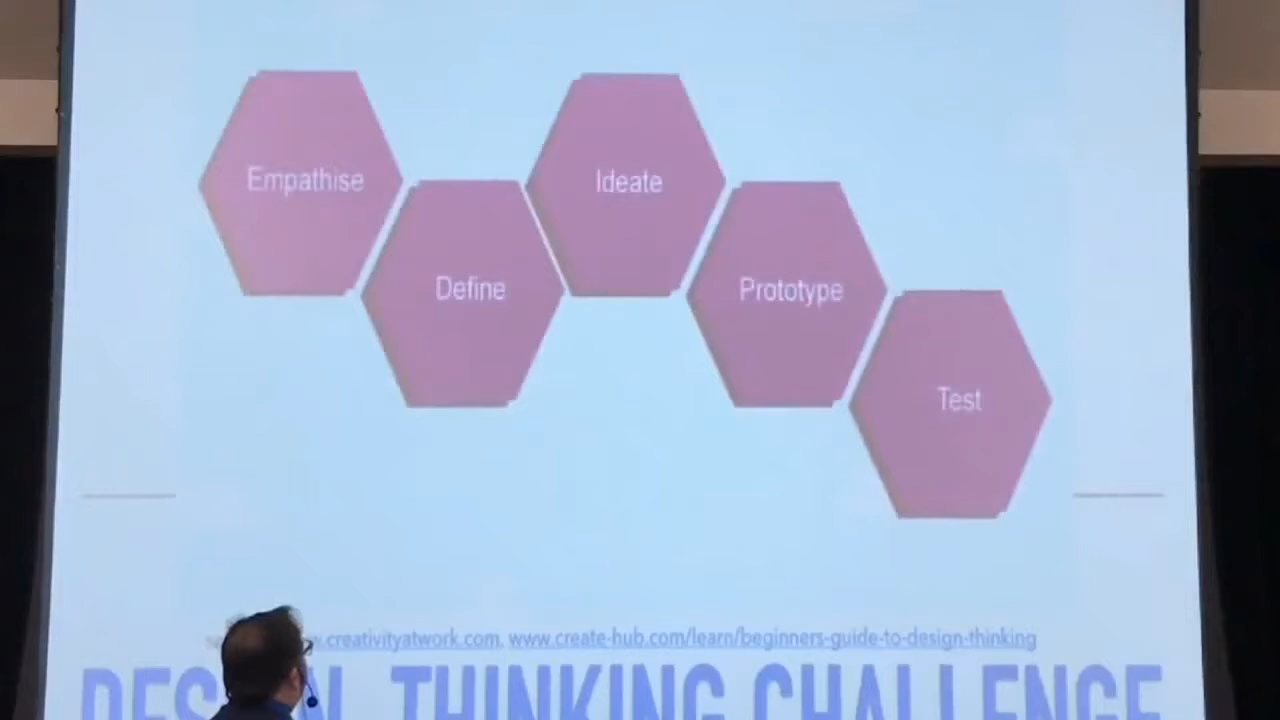 Empathise
Ideate
Define
Prototype
Test
.creativityatwork.com, www.create-hub.com/learn/beginners-guide-to-design-thinking
THINKING CHALLENGE